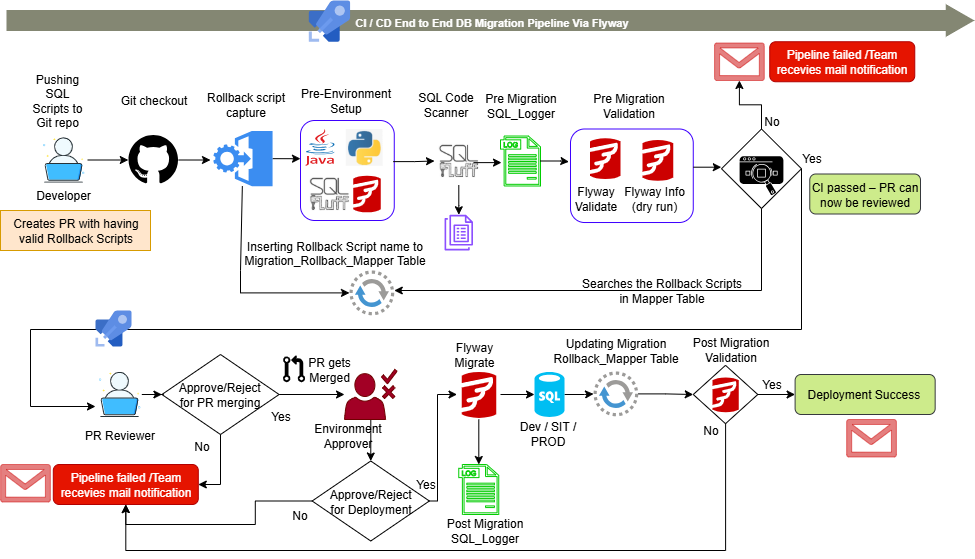 CI / CD End to End DB Migration Pipeline Via Flyway
Pipeline failed /Team
recevies mail notification
Pushing
SQL
Scripts to
Git repo
Git checkout
Rollback script
capture
Pre-Environment
Setup
SQL Code
Scanner
Pre Migration
SQL_Logger
Pre Migration
Validation
No
Java
SQL
fluff
SQL
fluff
LOG
Flyway
Validate
Flyway Info
(dry run)
Yes
Developer
CI passed – PR can
now be reviewed
Creates PR with having
valid Rollback Scripts
Inserting Rollback Script name to
Migration_Rollback_Mapper Table
Searches the Rollback Scripts
in Mapper Table
PR Reviewer
Approve/Reject
for PR merging
Yes
No
PR gets
Merged
Environment
Approver
Flyway
Migrate
SQL
Dev / SIT /
PROD
Updating Migration
Rollback_Mapper Table
Post Migration
Validation
Yes
No
Deployment Success
Pipeline failed /Team
recevies mail notification
Approve/Reject
for Deployment
Yes
No
LOG
Post Migration
SQL_Logger